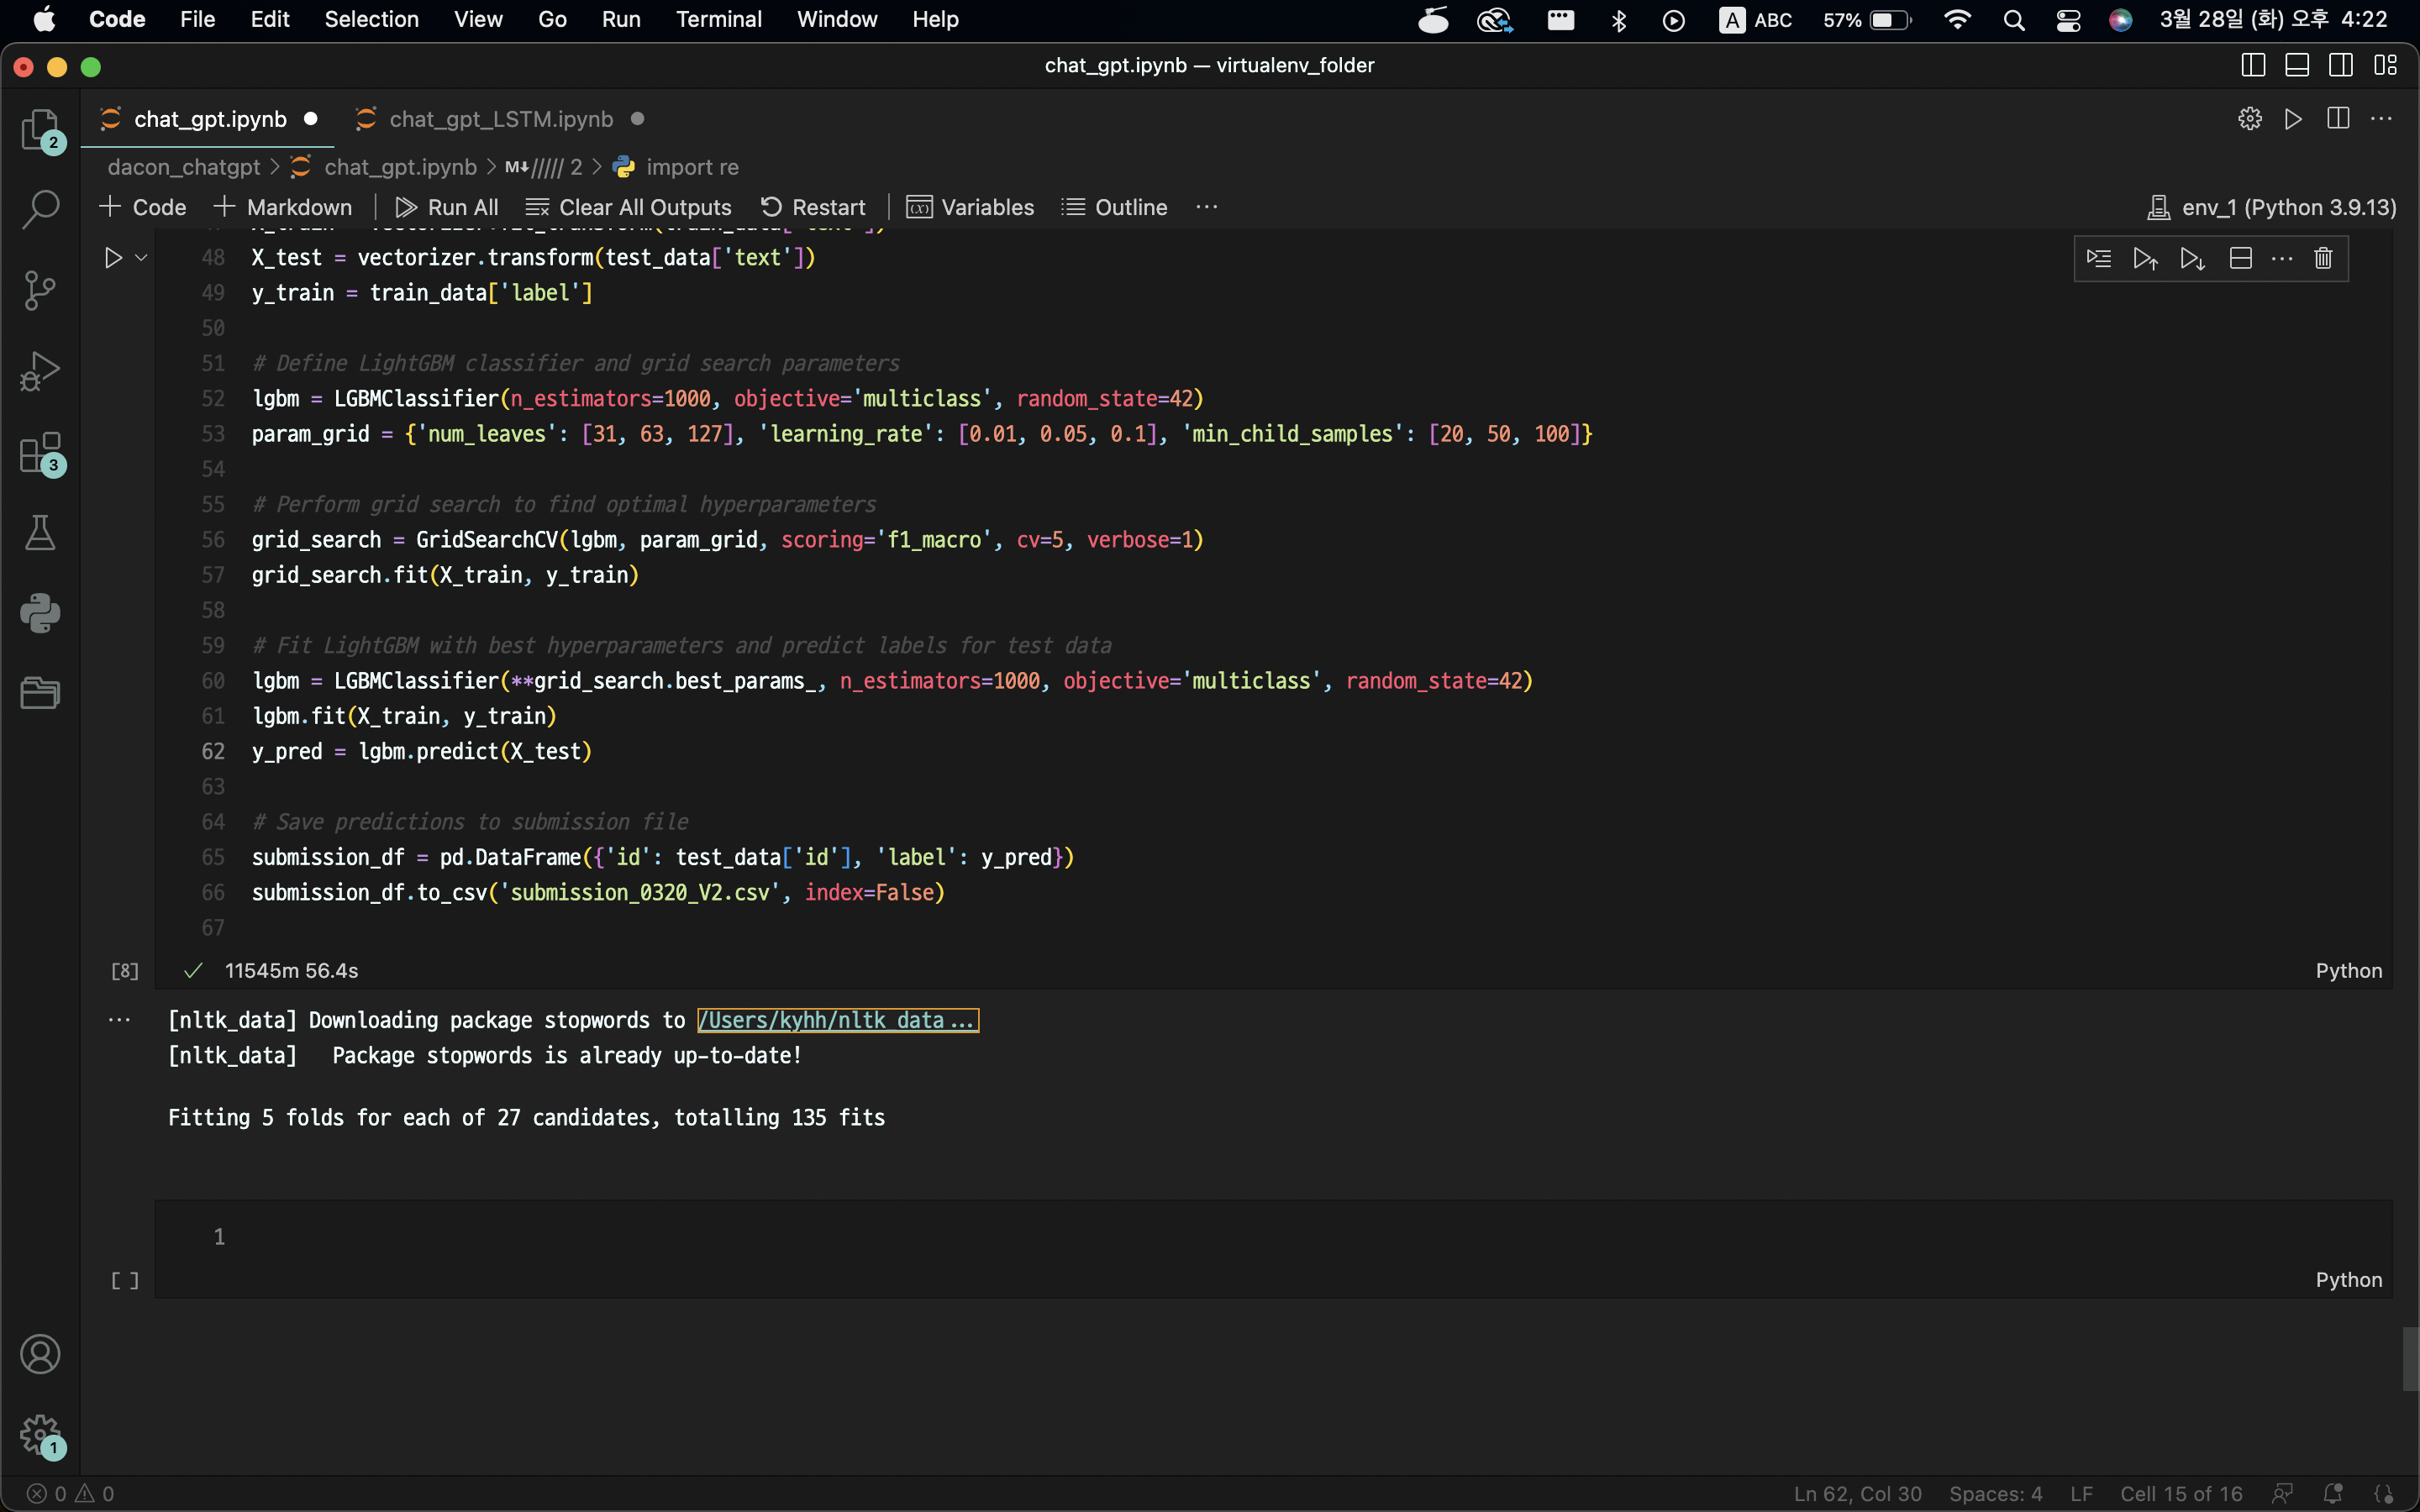 Code File Edit Selection View Go Run Terminal Window Help A ABC 57% 3월 28일 (화) 오후 4:22
chat_gpt.ipynb — virtualenv_folder
chat_gpt.ipynb chat_gpt_LSTM.ipynb
2
dacon_chatgpt > chat_gpt.ipynb > M↓///// 2 > import re
+ Code + Markdown Run All Clear All Outputs Restart Variables Outline ... env_1 (Python 3.9.13)
48 X_test = vectorizer.transform(test_data['text'])
49 y_train = train_data['label']
50
51 # Define LightGBM classifier and grid search parameters
52 lgbm = LGBMClassifier(n_estimators=1000, objective='multiclass', random_state=42)
53 param_grid = {'num_leaves': [31, 63, 127], 'learning_rate': [0.01, 0.05, 0.1], 'min_child_samples': [20, 50, 100]}
3
54
55 # Perform grid search to find optimal hyperparameters
56 grid_search = GridSearchCV(lgbm, param_grid, scoring='f1_macro', cv=5, verbose=1)
57 grid_search.fit(X_train, y_train)
58
59 # Fit LightGBM with best hyperparameters and predict labels for test data
60 lgbm = LGBMClassifier(**grid_search.best_params_, n_estimators=1000, objective='multiclass', random_state=42)
61 lgbm.fit(X_train, y_train)
62 y_pred = lgbm.predict(X_test)
63
64 # Save predictions to submission file
65 submission_df = pd.DataFrame({'id': test_data['id'], 'label': y_pred})
66 submission_df.to_csv('submission_0320_V2.csv', index=False)
67
[8] ✓ 11545m 56.4s Python
... [nltk_data] Downloading package stopwords to /Users/kyhh/nltk_data...
[nltk_data] Package stopwords is already up-to-date!
Fitting 5 folds for each of 27 candidates, totalling 135 fits
1
[ ] Python
1
0 0 Ln 62, Col 30 Spaces: 4 LF Cell 15 of 16